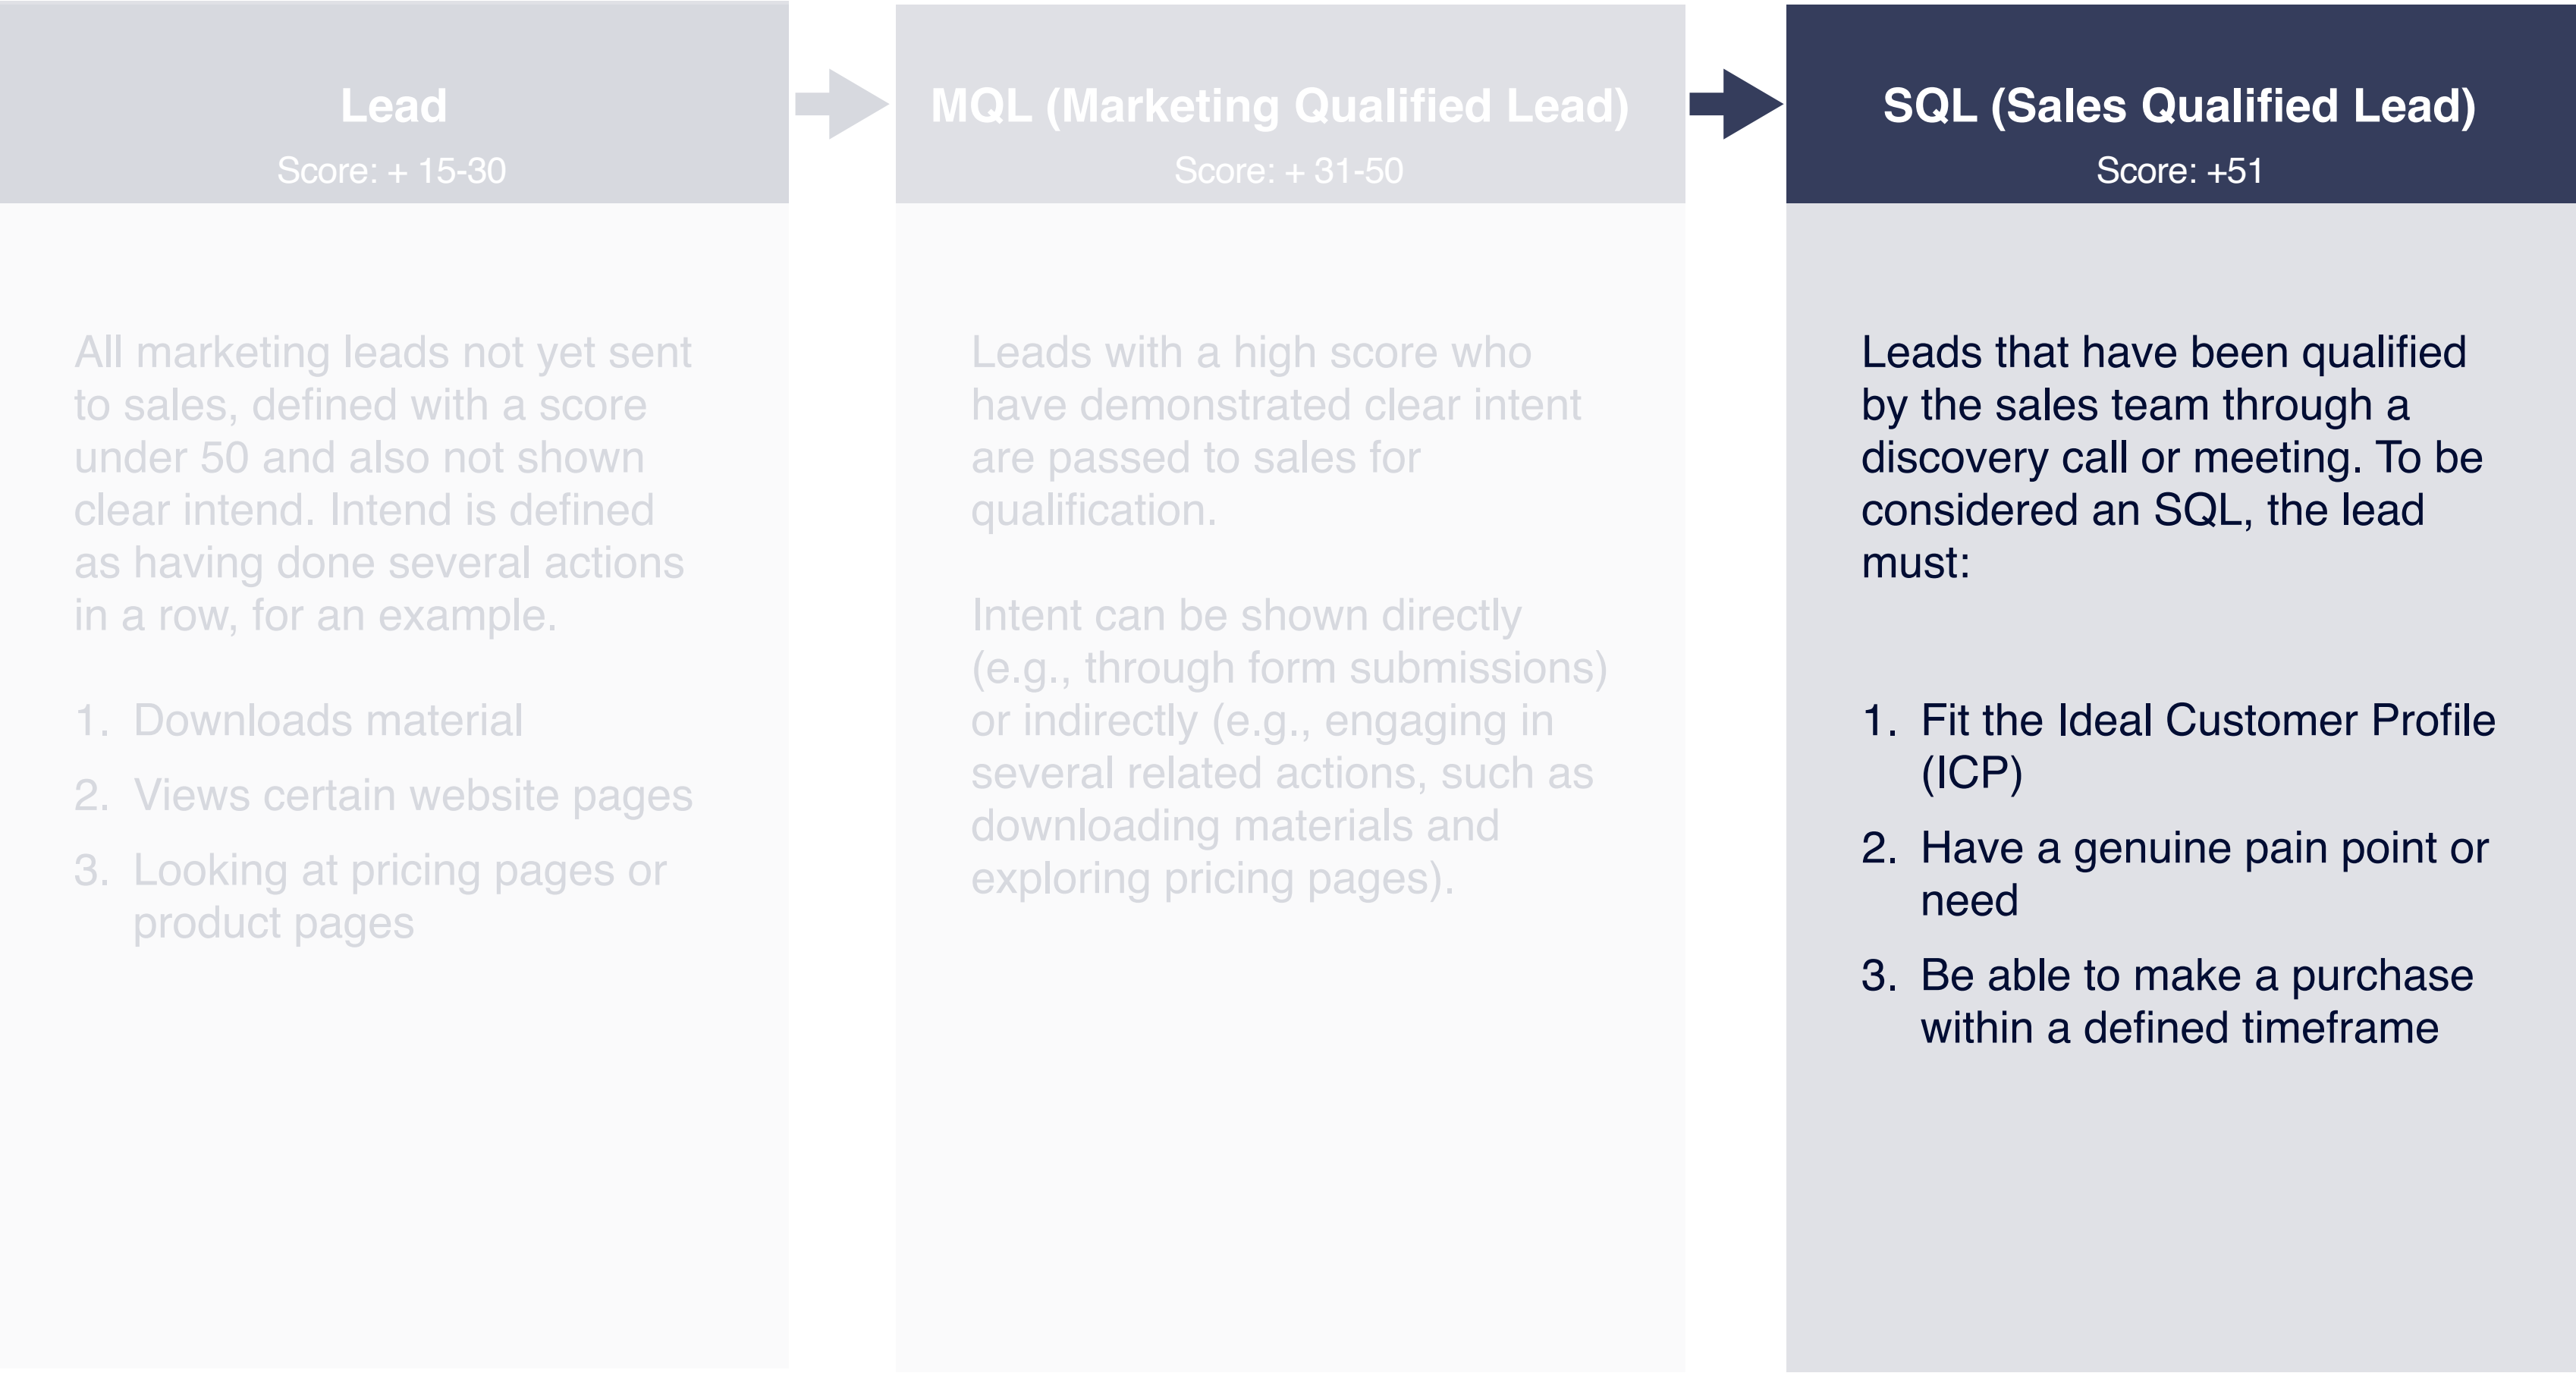 Lead
Score: + 15-30
All marketing leads not yet sent
to sales, defined with a score
under 50 and also not shown
clear intend. Intend is defined
as having done several actions
in a row, for an example.
1. Downloads material
2. Views certain website pages
3. Looking at pricing pages or
product pages
MQL (Marketing Qualified Lead)
Score: + 31-50
Leads with a high score who
have demonstrated clear intent
are passed to sales for
qualification.
Intent can be shown directly
(e.g., through form submissions)
or indirectly (e.g., engaging in
several related actions, such as
downloading materials and
exploring pricing pages).
SQL (Sales Qualified Lead)
Score: +51
Leads that have been qualified
by the sales team through a
discovery call or meeting. To be
considered an SQL, the lead
must:
1. Fit the Ideal Customer Profile
(ICP)
2. Have a genuine pain point or
need
3. Be able to make a purchase
within a defined timeframe